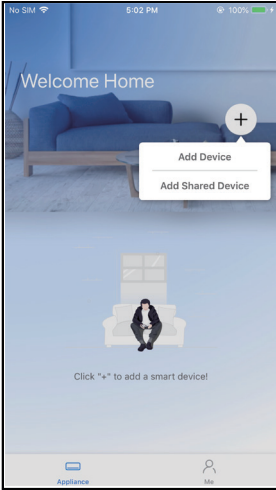 No SIM 5:02 PM 100%
Welcome Home
+
Add Device
Add Shared Device
Click "+" to add a smart device!
Appliance Me